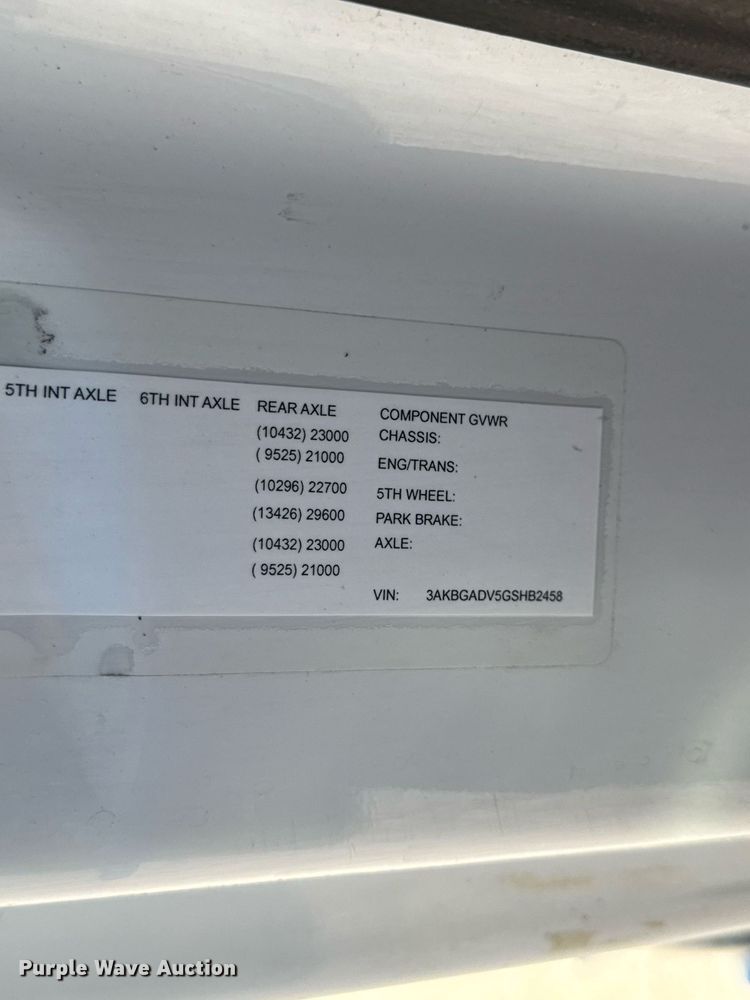 5TH INT AXLE 6TH INT AXLE REAR AXLE COMPONENT GVWR
(10432) 23000 CHASSIS:
( 9525) 21000 ENG/TRANS:
(10296) 22700 5TH WHEEL:
(13426) 29600 PARK BRAKE:
(10432) 23000 AXLE:
( 9525) 21000
VIN: 3AKBGADV5GSHB2458
Purple Wave Auction